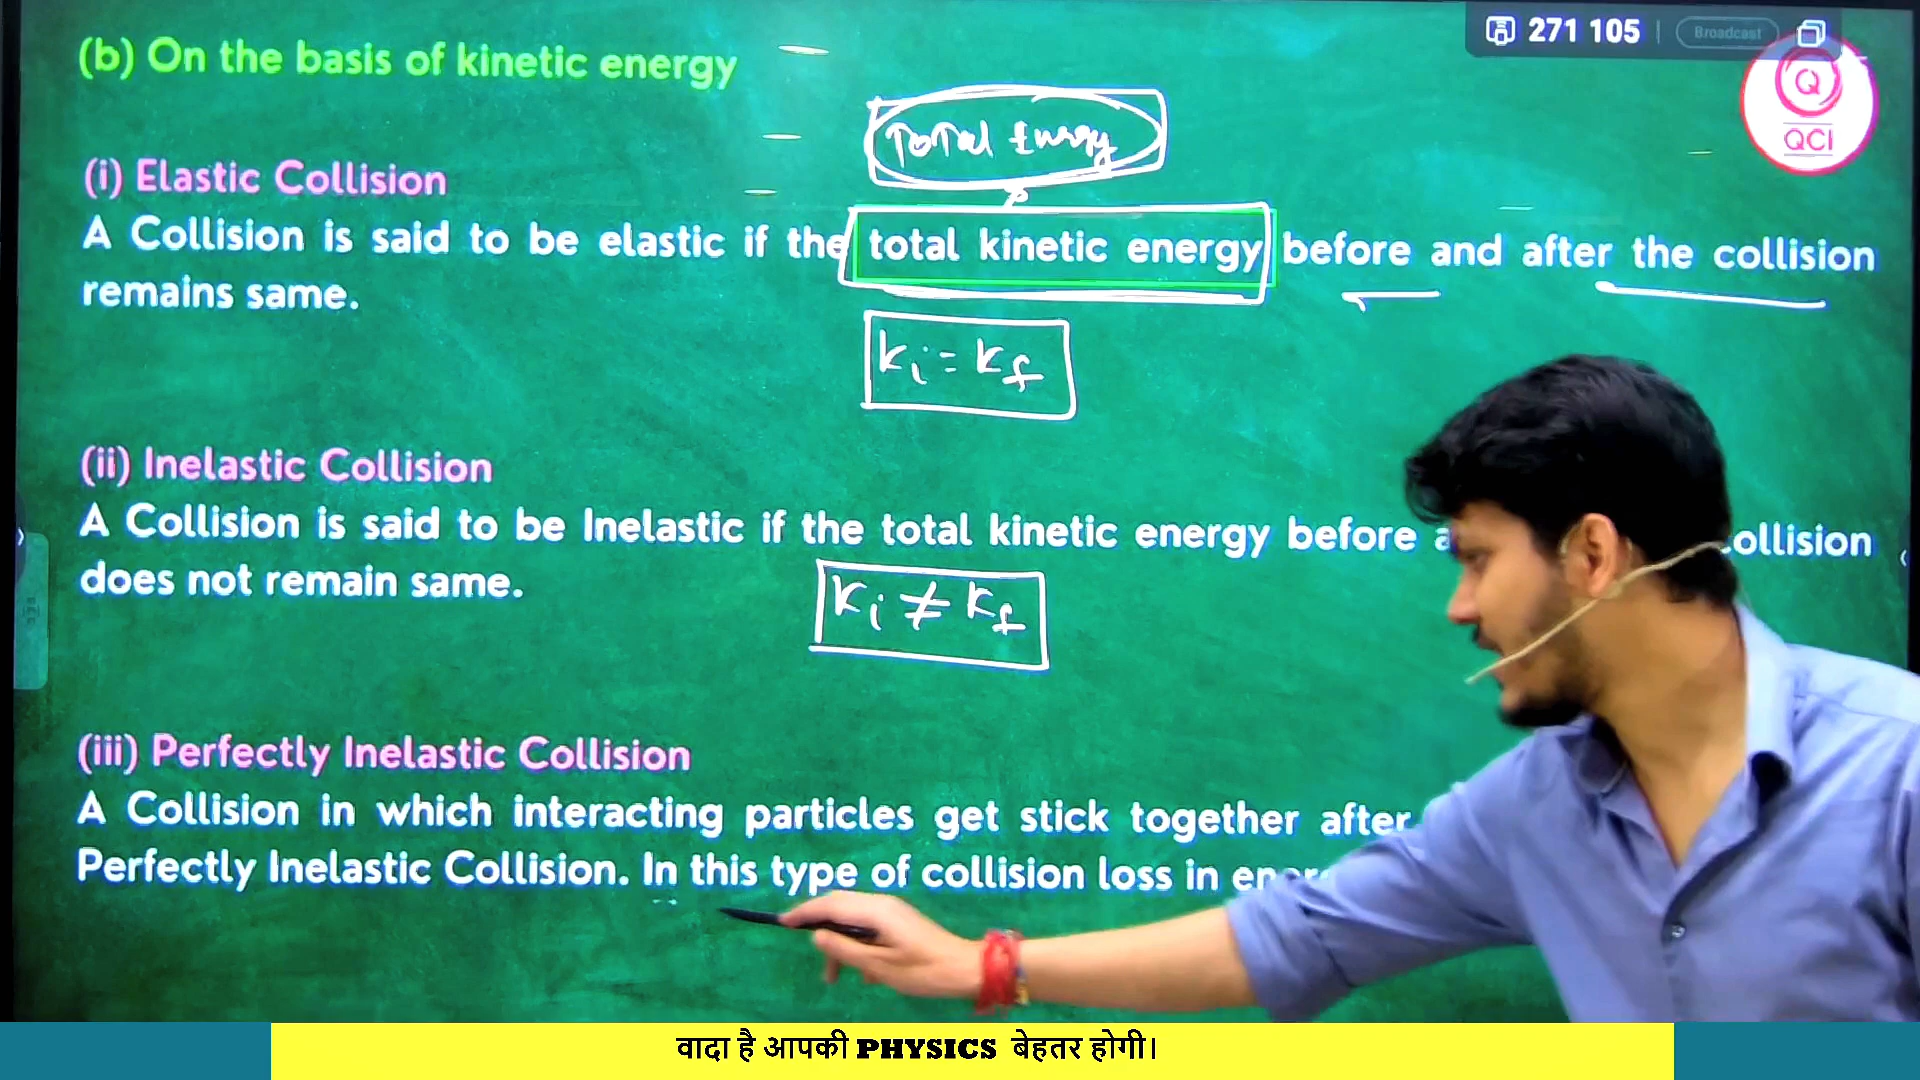 271 105 Broadcast
(b) On the basis of kinetic energy
Q
QCI
Total Energy
(i) Elastic Collision
A Collision is said to be elastic if the total kinetic energy before and after the collision
remains same.
Ki = Kf
(ii) Inelastic Collision
A Collision is said to be Inelastic if the total kinetic energy before ollision
does not remain same.
Ki ≠ Kf
(iii) Perfectly Inelastic Collision
A Collision in which interacting particles get stick together after
Perfectly Inelastic Collision. In this type of collision loss in
वादा है आपकी PHYSICS बेहतर होगी।